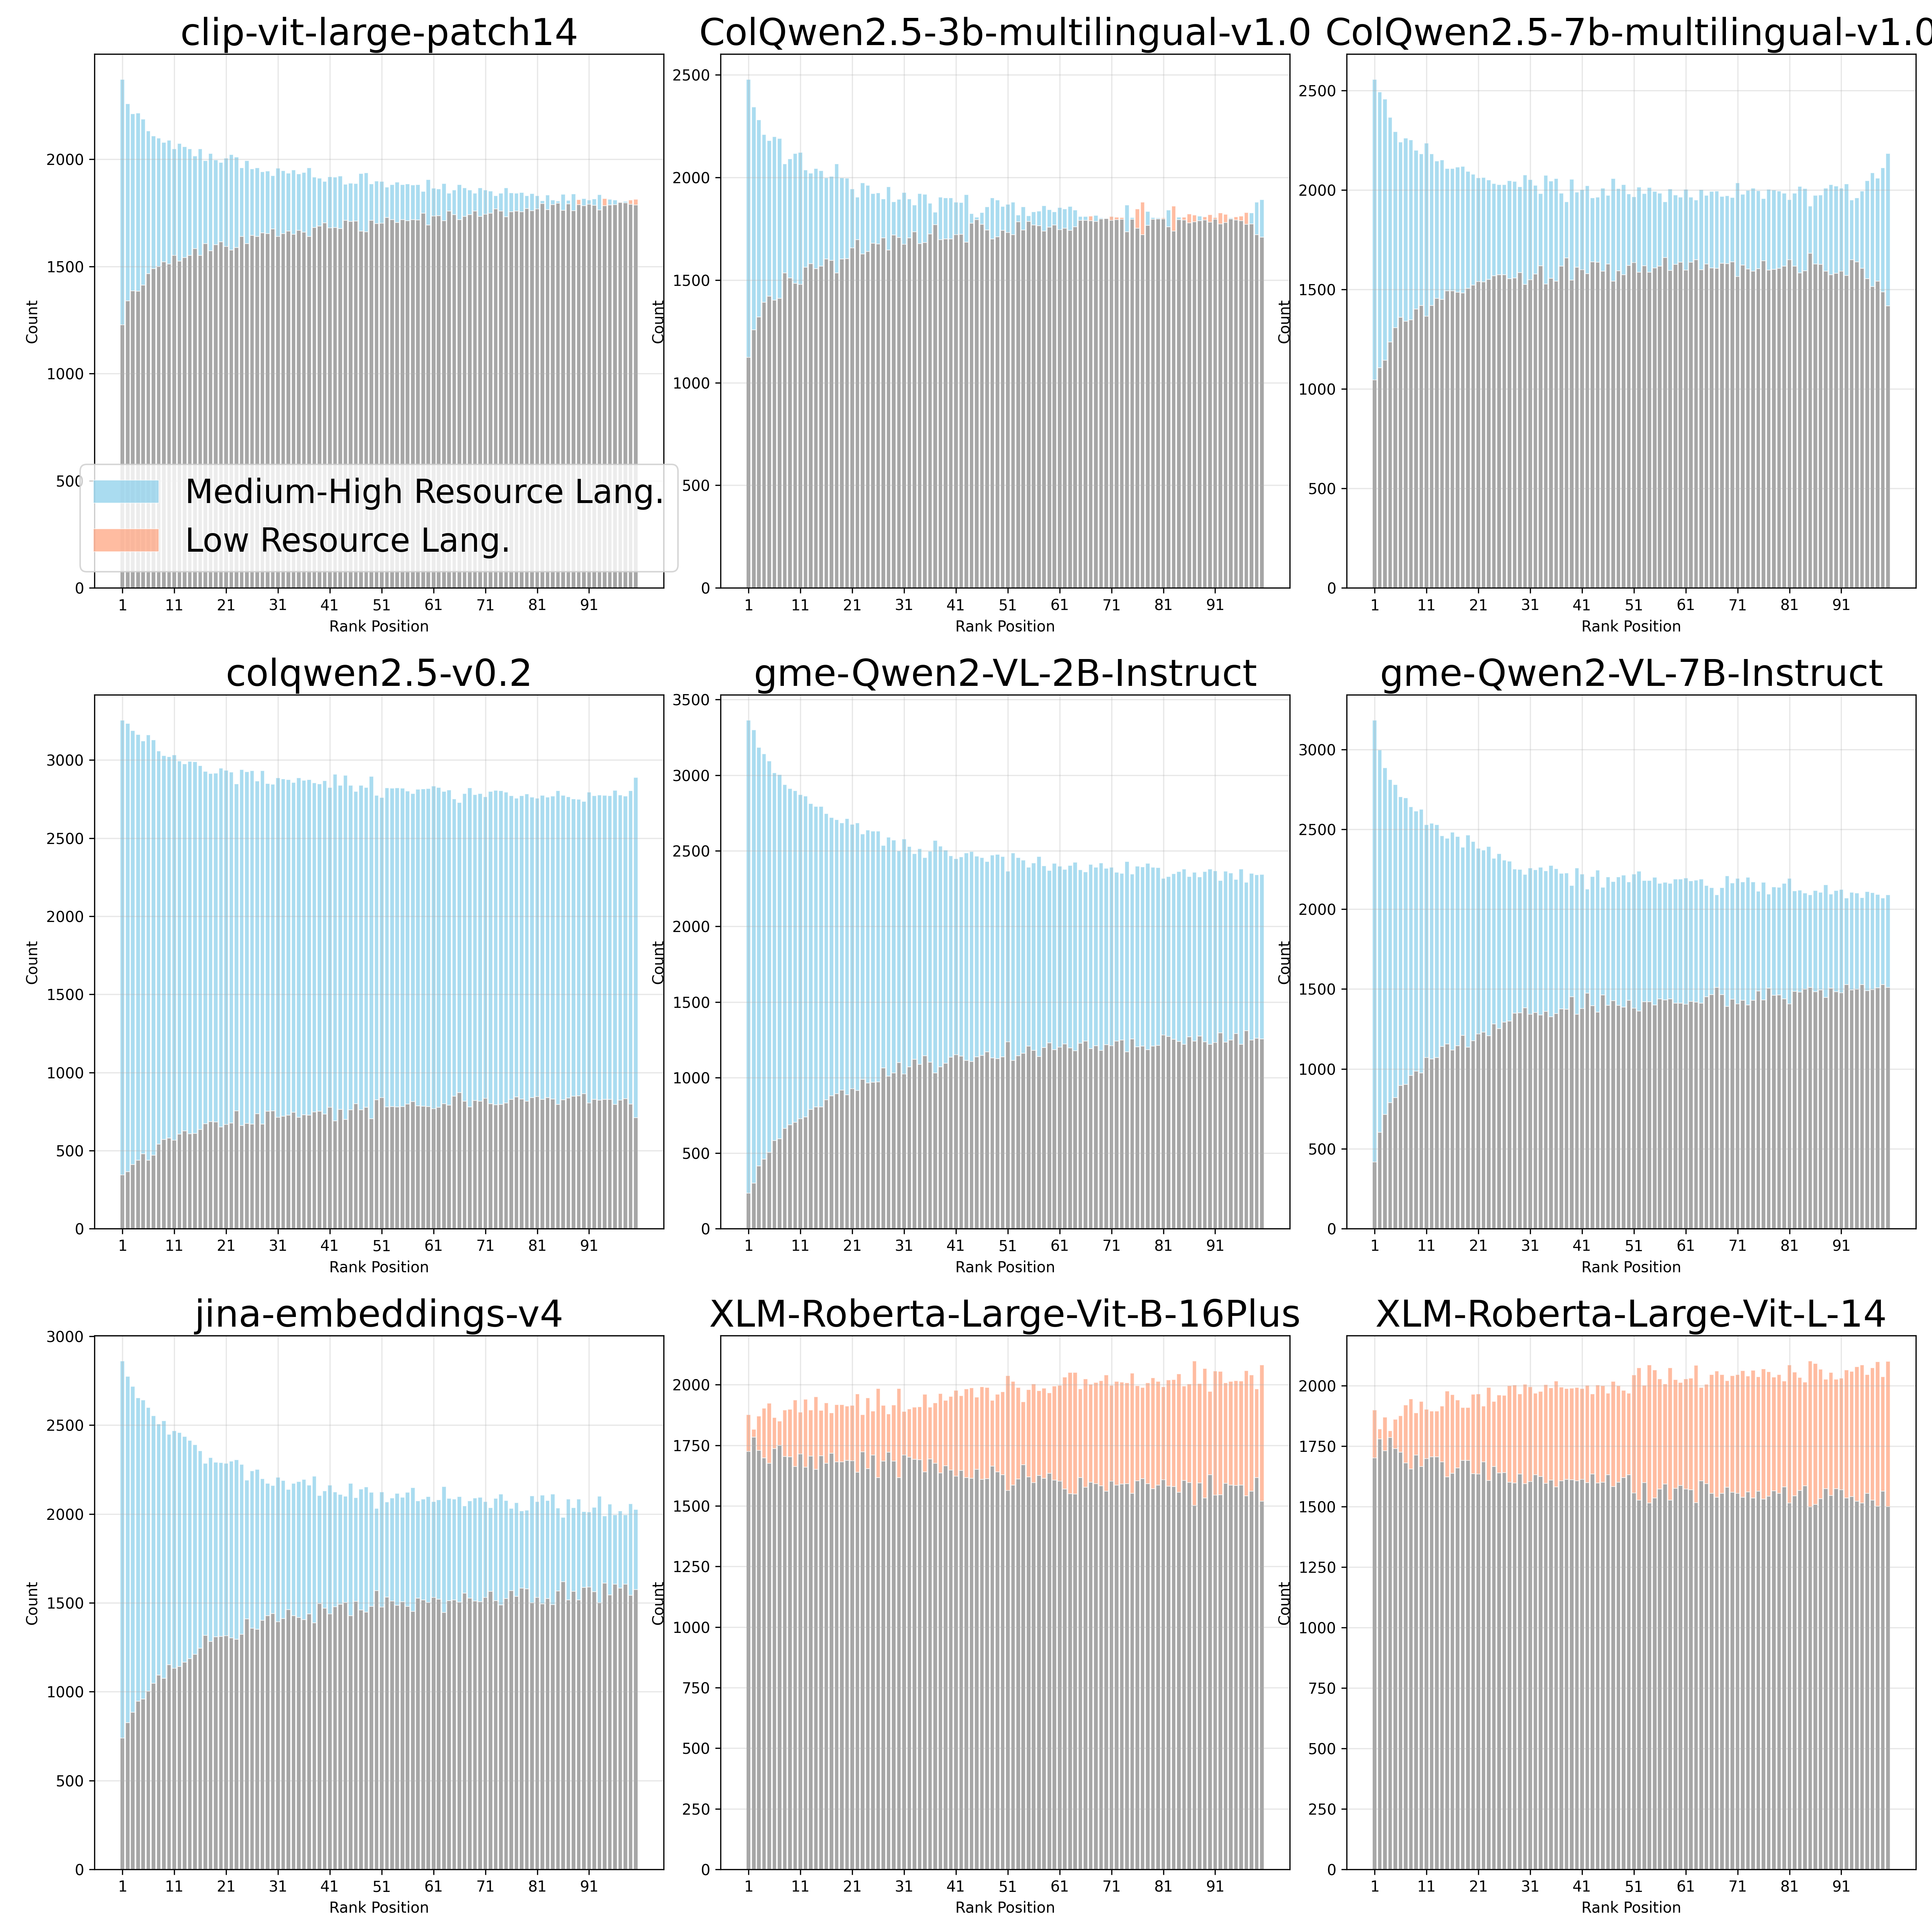 clip-vit-large-patch14
Count
2000
1500
1000
500
0
Medium-High Resource Lang.
Low Resource Lang.
1 11 21 31 41 51 61 71 81 91
Rank Position
ColQwen2.5-3b-multilingual-v1.0
Count
2500
2000
1500
1000
500
0
1 11 21 31 41 51 61 71 81 91
Rank Position
ColQwen2.5-7b-multilingual-v1.0
Count
2500
2000
1500
1000
500
0
1 11 21 31 41 51 61 71 81 91
Rank Position
colqwen2.5-v0.2
Count
3000
2500
2000
1500
1000
500
0
1 11 21 31 41 51 61 71 81 91
Rank Position
gme-Qwen2-VL-2B-Instruct
Count
3500
3000
2500
2000
1500
1000
500
0
1 11 21 31 41 51 61 71 81 91
Rank Position
gme-Qwen2-VL-7B-Instruct
Count
3000
2500
2000
1500
1000
500
0
1 11 21 31 41 51 61 71 81 91
Rank Position
jina-embeddings-v4
Count
3000
2500
2000
1500
1000
500
0
1 11 21 31 41 51 61 71 81 91
Rank Position
XLM-Roberta-Large-Vit-B-16Plus
Count
2000
1750
1500
1250
1000
750
500
250
0
1 11 21 31 41 51 61 71 81 91
Rank Position
XLM-Roberta-Large-Vit-L-14
Count
2000
1750
1500
1250
1000
750
500
250
0
1 11 21 31 41 51 61 71 81 91
Rank Position